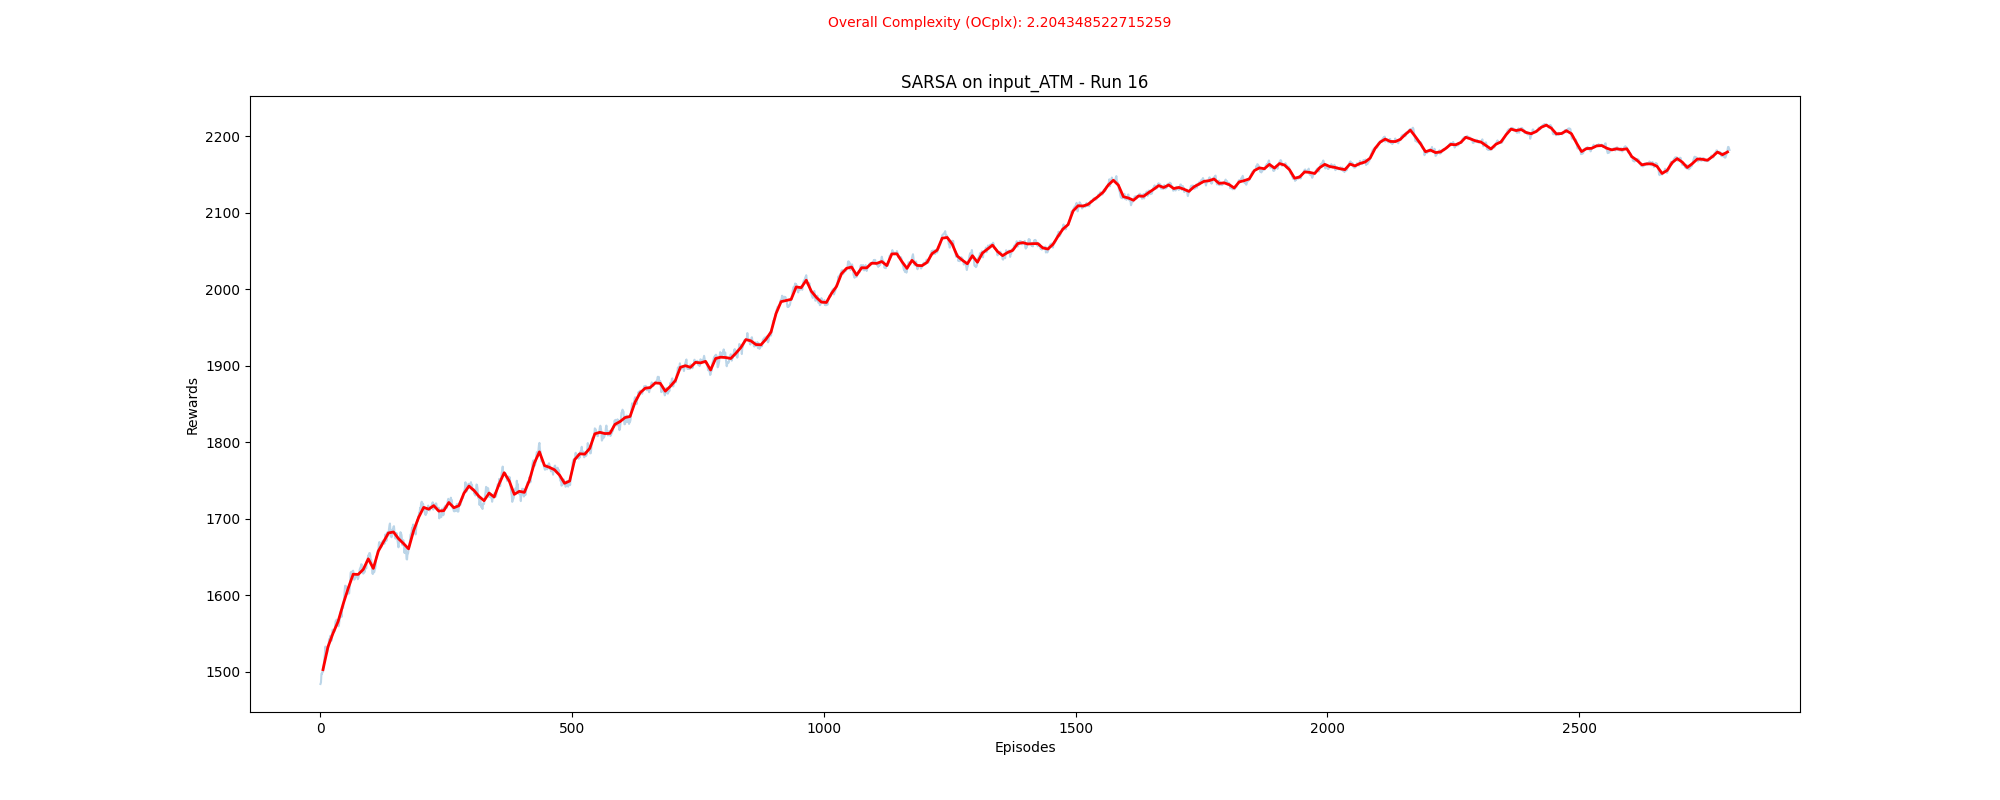 Overall Complexity (OCplx): 2.204348522715259
SARSA on input_ATM - Run 16
2200
2100
2000
1900
1800
1700
1600
1500
Rewards
0 500 1000 1500 2000 2500
Episodes